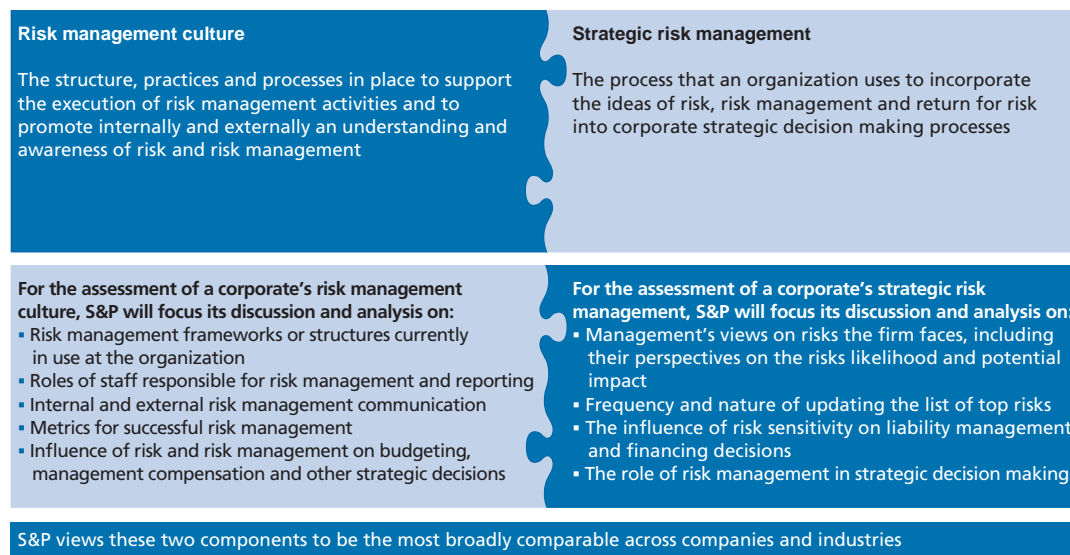 Risk management culture
The structure, practices and processes in place to support
the execution of risk management activities and to
promote internally and externally an understanding and
awareness of risk and risk management
Strategic risk management
The process that an organization uses to incorporate
the ideas of risk, risk management and return for risk
into corporate strategic decision making processes
For the assessment of a corporate's risk management
culture, S&P will focus its discussion and analysis on:
▪ Risk management frameworks or structures currently
in use at the organization
▪ Roles of staff responsible for risk management and reporting
▪ Internal and external risk management communication
▪ Metrics for successful risk management
▪ Influence of risk and risk management on budgeting,
management compensation and other strategic decisions
For the assessment of a corporate's strategic risk
management, S&P will focus its discussion and analysis on:
▪ Management's views on risks the firm faces, including
their perspectives on the risks likelihood and potential
impact
▪ Frequency and nature of updating the list of top risks
▪ The influence of risk sensitivity on liability management
and financing decisions
▪ The role of risk management in strategic decision making
S&P views these two components to be the most broadly comparable across companies and industries